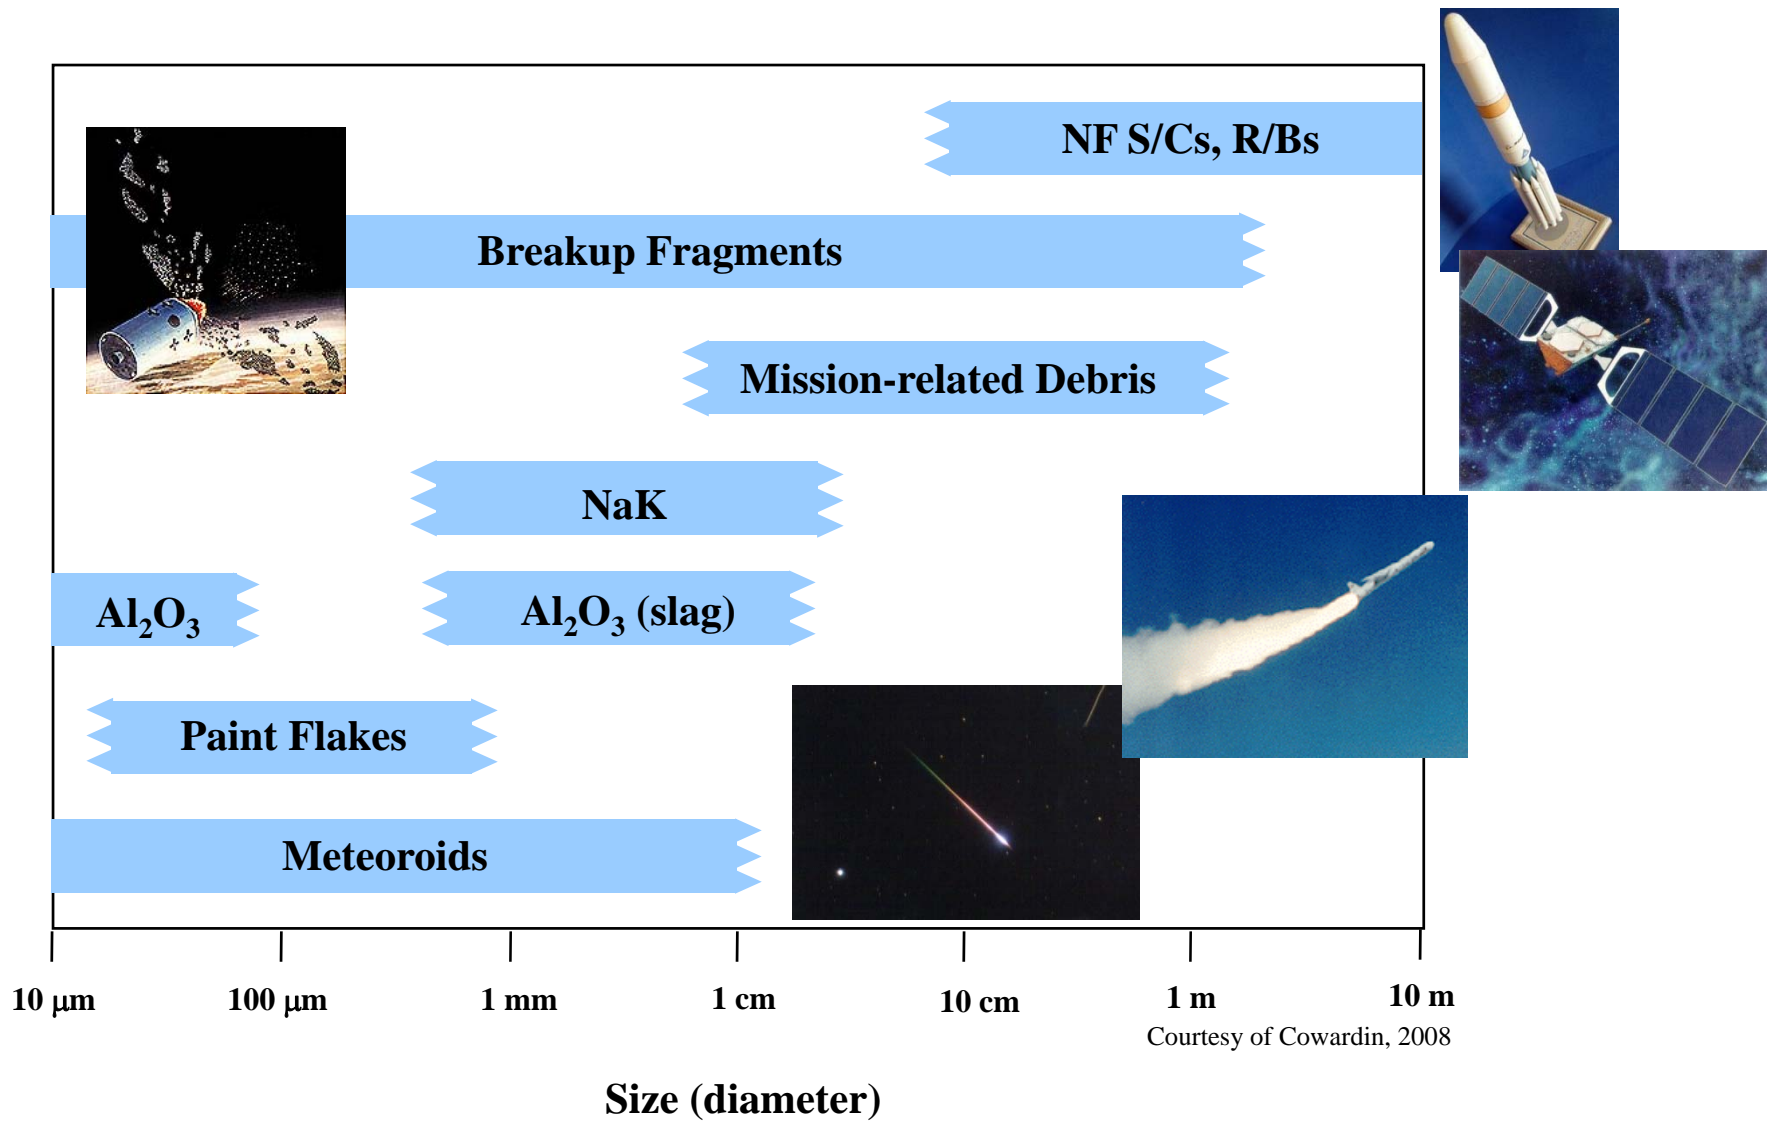 NF S/Cs, R/Bs
Breakup Fragments
Mission-related Debris
NaK
Al₂O₃
Al₂O₃ (slag)
Paint Flakes
Meteoroids
10 μm
100 μm
1 mm
1 cm
10 cm
1 m
10 m
Courtesy of Cowardin, 2008
Size (diameter)